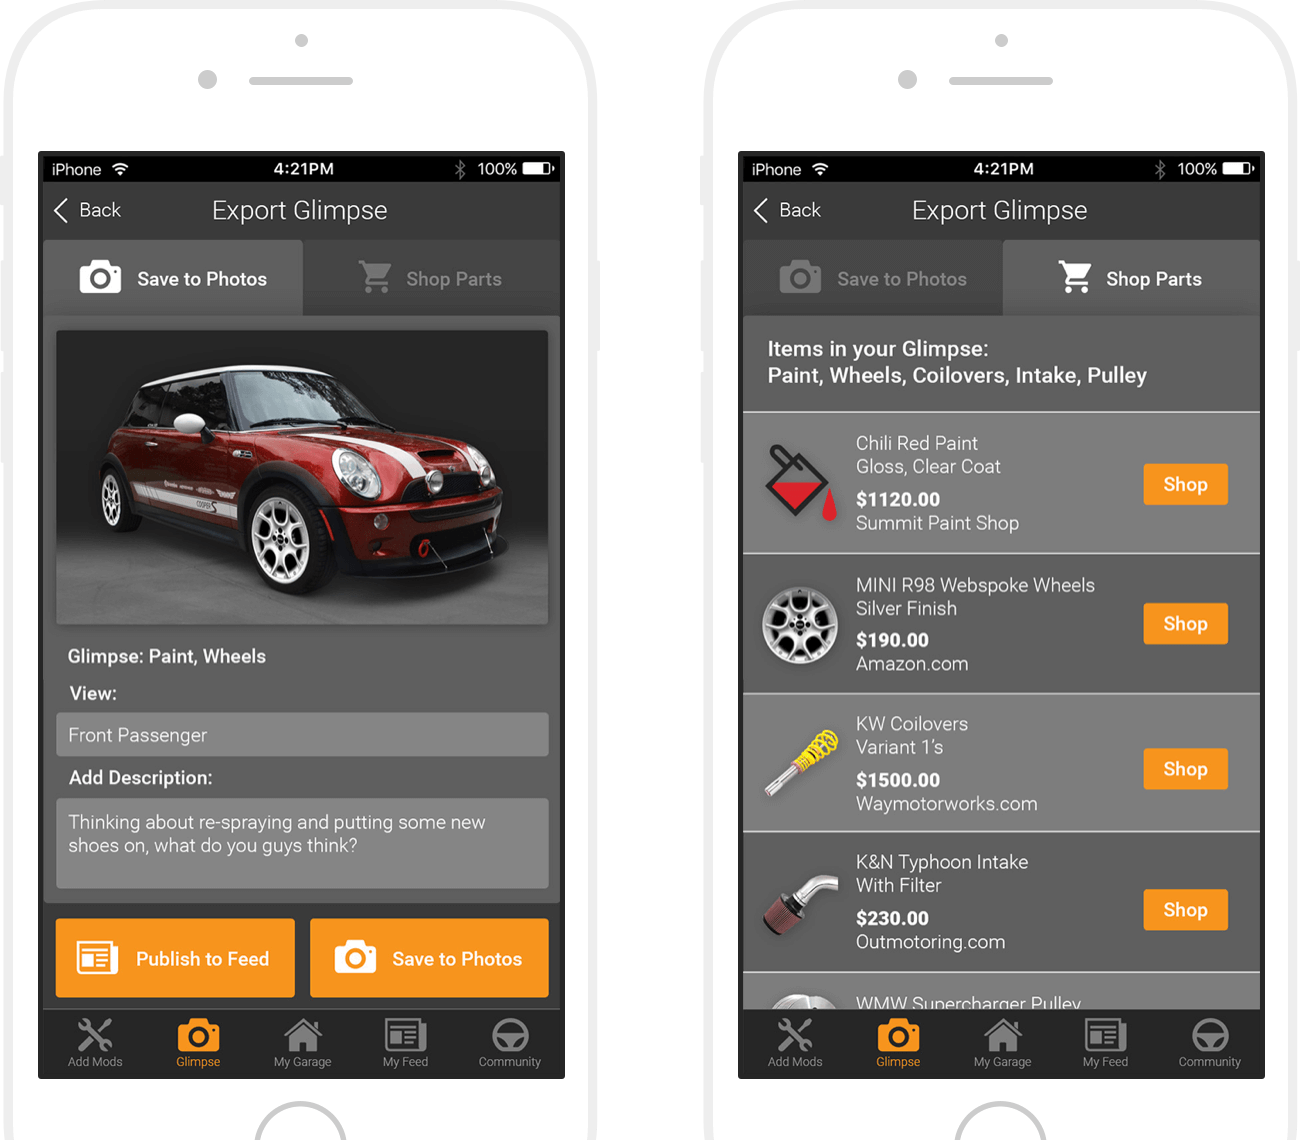 iPhone 4:21PM 100%
Back Export Glimpse
Save to Photos Shop Parts
COOPER S
Glimpse: Paint, Wheels
View:
Front Passenger
Add Description:
Thinking about re-spraying and putting some new
shoes on, what do you guys think?
Publish to Feed Save to Photos
Add Mods Glimpse My Garage My Feed Community
iPhone 4:21PM 100%
Back Export Glimpse
Save to Photos Shop Parts
Items in your Glimpse:
Paint, Wheels, Coilovers, Intake, Pulley
Chili Red Paint
Gloss, Clear Coat
$1120.00
Summit Paint Shop
Shop
MINI R98 Webspoke Wheels
Silver Finish
$190.00
Amazon.com
Shop
KW Coilovers
Variant 1's
$1500.00
Waymotorworks.com
Shop
K&N Typhoon Intake
With Filter
$230.00
Outmotoring.com
Shop
WMW Supercharger Pulley
Add Mods Glimpse My Garage My Feed Community